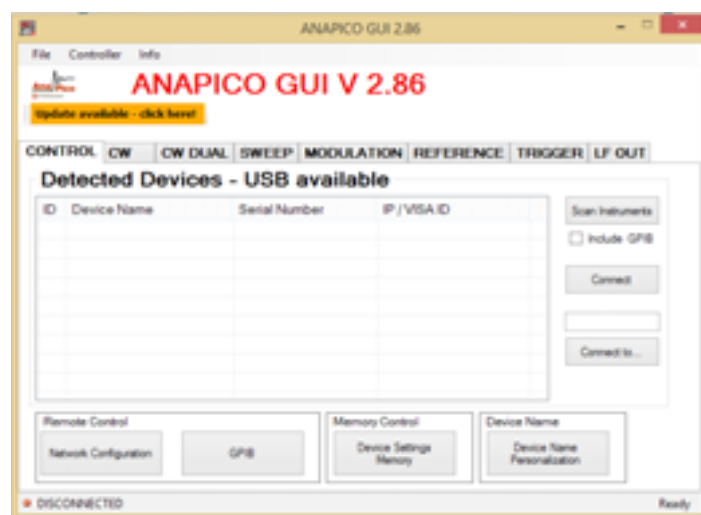 ANAPICO GUI 2.86
File Controller Info
ANAPICO GUI V 2.86
Update available - click here!
CONTROL CW CW DUAL SWEEP MODULATION REFERENCE TRIGGER LF OUT
Detected Devices - USB available
ID Device Name Serial Number IP / VISA ID
Scan Instruments
Include GPIB
Connect
Connect to...
Remote Control Memory Control Device Name
Network Configuration GPIB Device Settings Memory Device Name Personalization
DISCONNECTED Ready